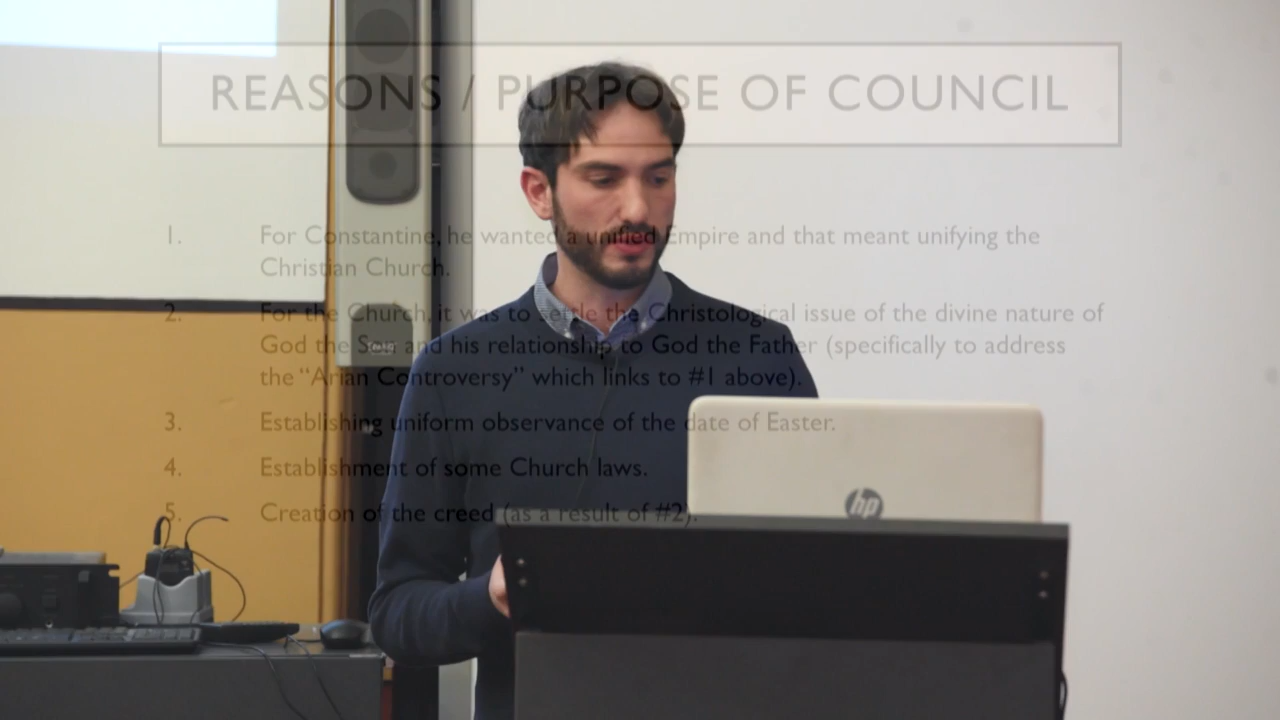 REASONS / PURPOSE OF COUNCIL
1. For Constantine, he wanted a unified Empire and that meant unifying the
Christian Church.
2. For the Church, it was to settle the Christological issue of the divine nature of
God the Son and his relationship to God the Father (specifically to address
the “Arian Controversy” which links to #1 above).
3. Establishing uniform observance of the date of Easter.
4. Establishment of some Church laws.
5. Creation of the creed (as a result of #2).
hp